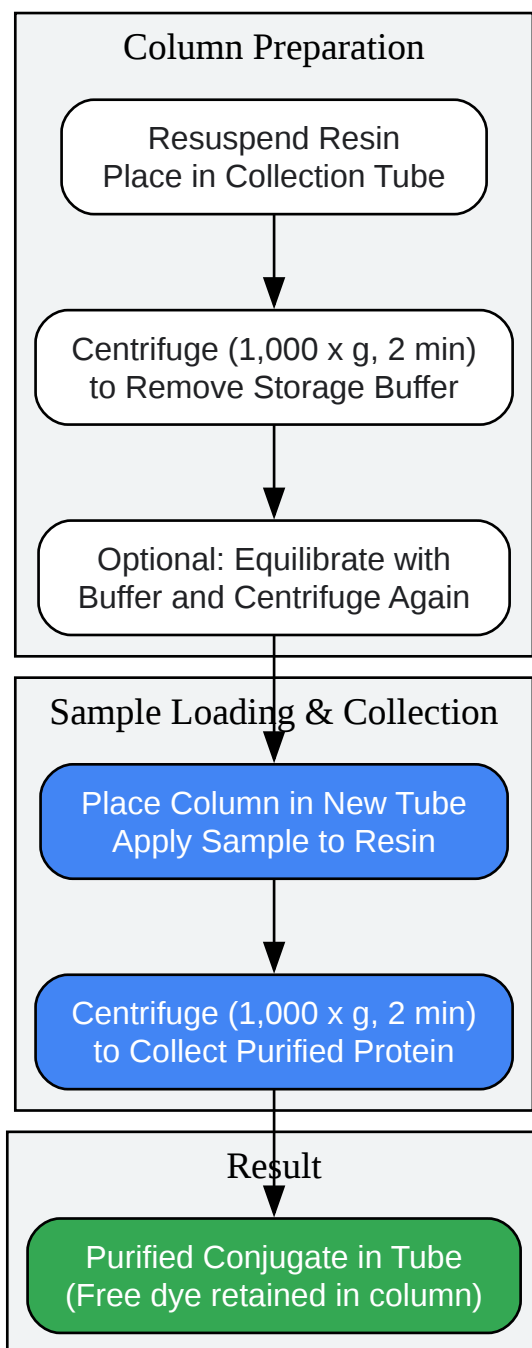 Column Preparation
Resuspend Resin
Place in Collection Tube
Centrifuge (1,000 x g, 2 min)
to Remove Storage Buffer
Optional: Equilibrate with
Buffer and Centrifuge Again
Sample Loading & Collection
Place Column in New Tube
Apply Sample to Resin
Centrifuge (1,000 x g, 2 min)
to Collect Purified Protein
Result
Purified Conjugate in Tube
(Free dye retained in column)